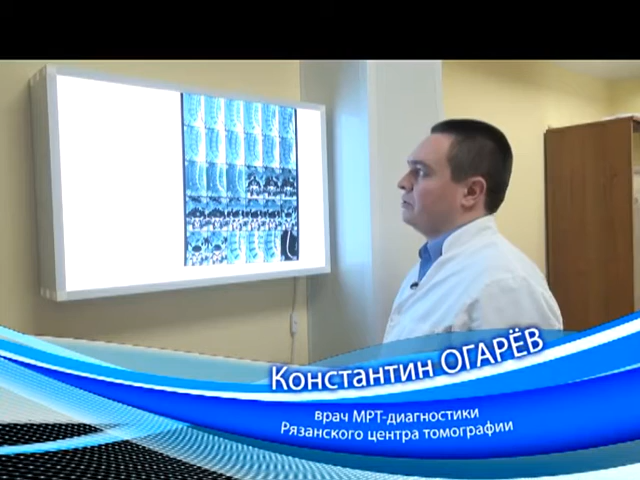 Константин ОГАРЁВ
врач МРТ-диагностики
Рязанского центра томографии